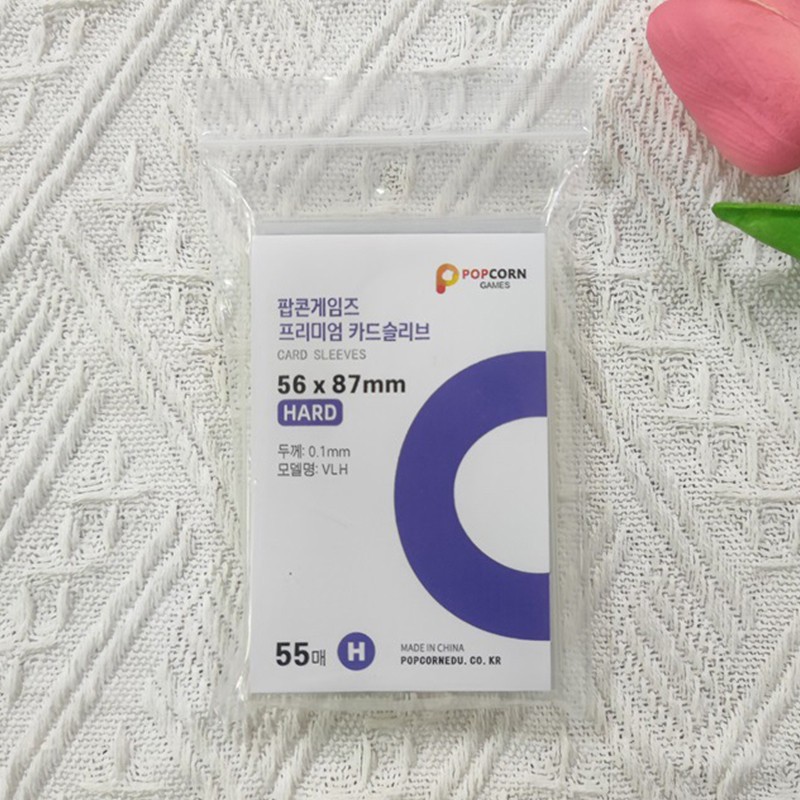 POPCORN
GAMES
팝콘게임즈
프리미엄 카드슬리브
CARD SLEEVES
56 x 87mm
HARD
두께: 0.1mm
모델명: VLH
55매 H
MADE IN CHINA
POPCORNEDU.CO.KR